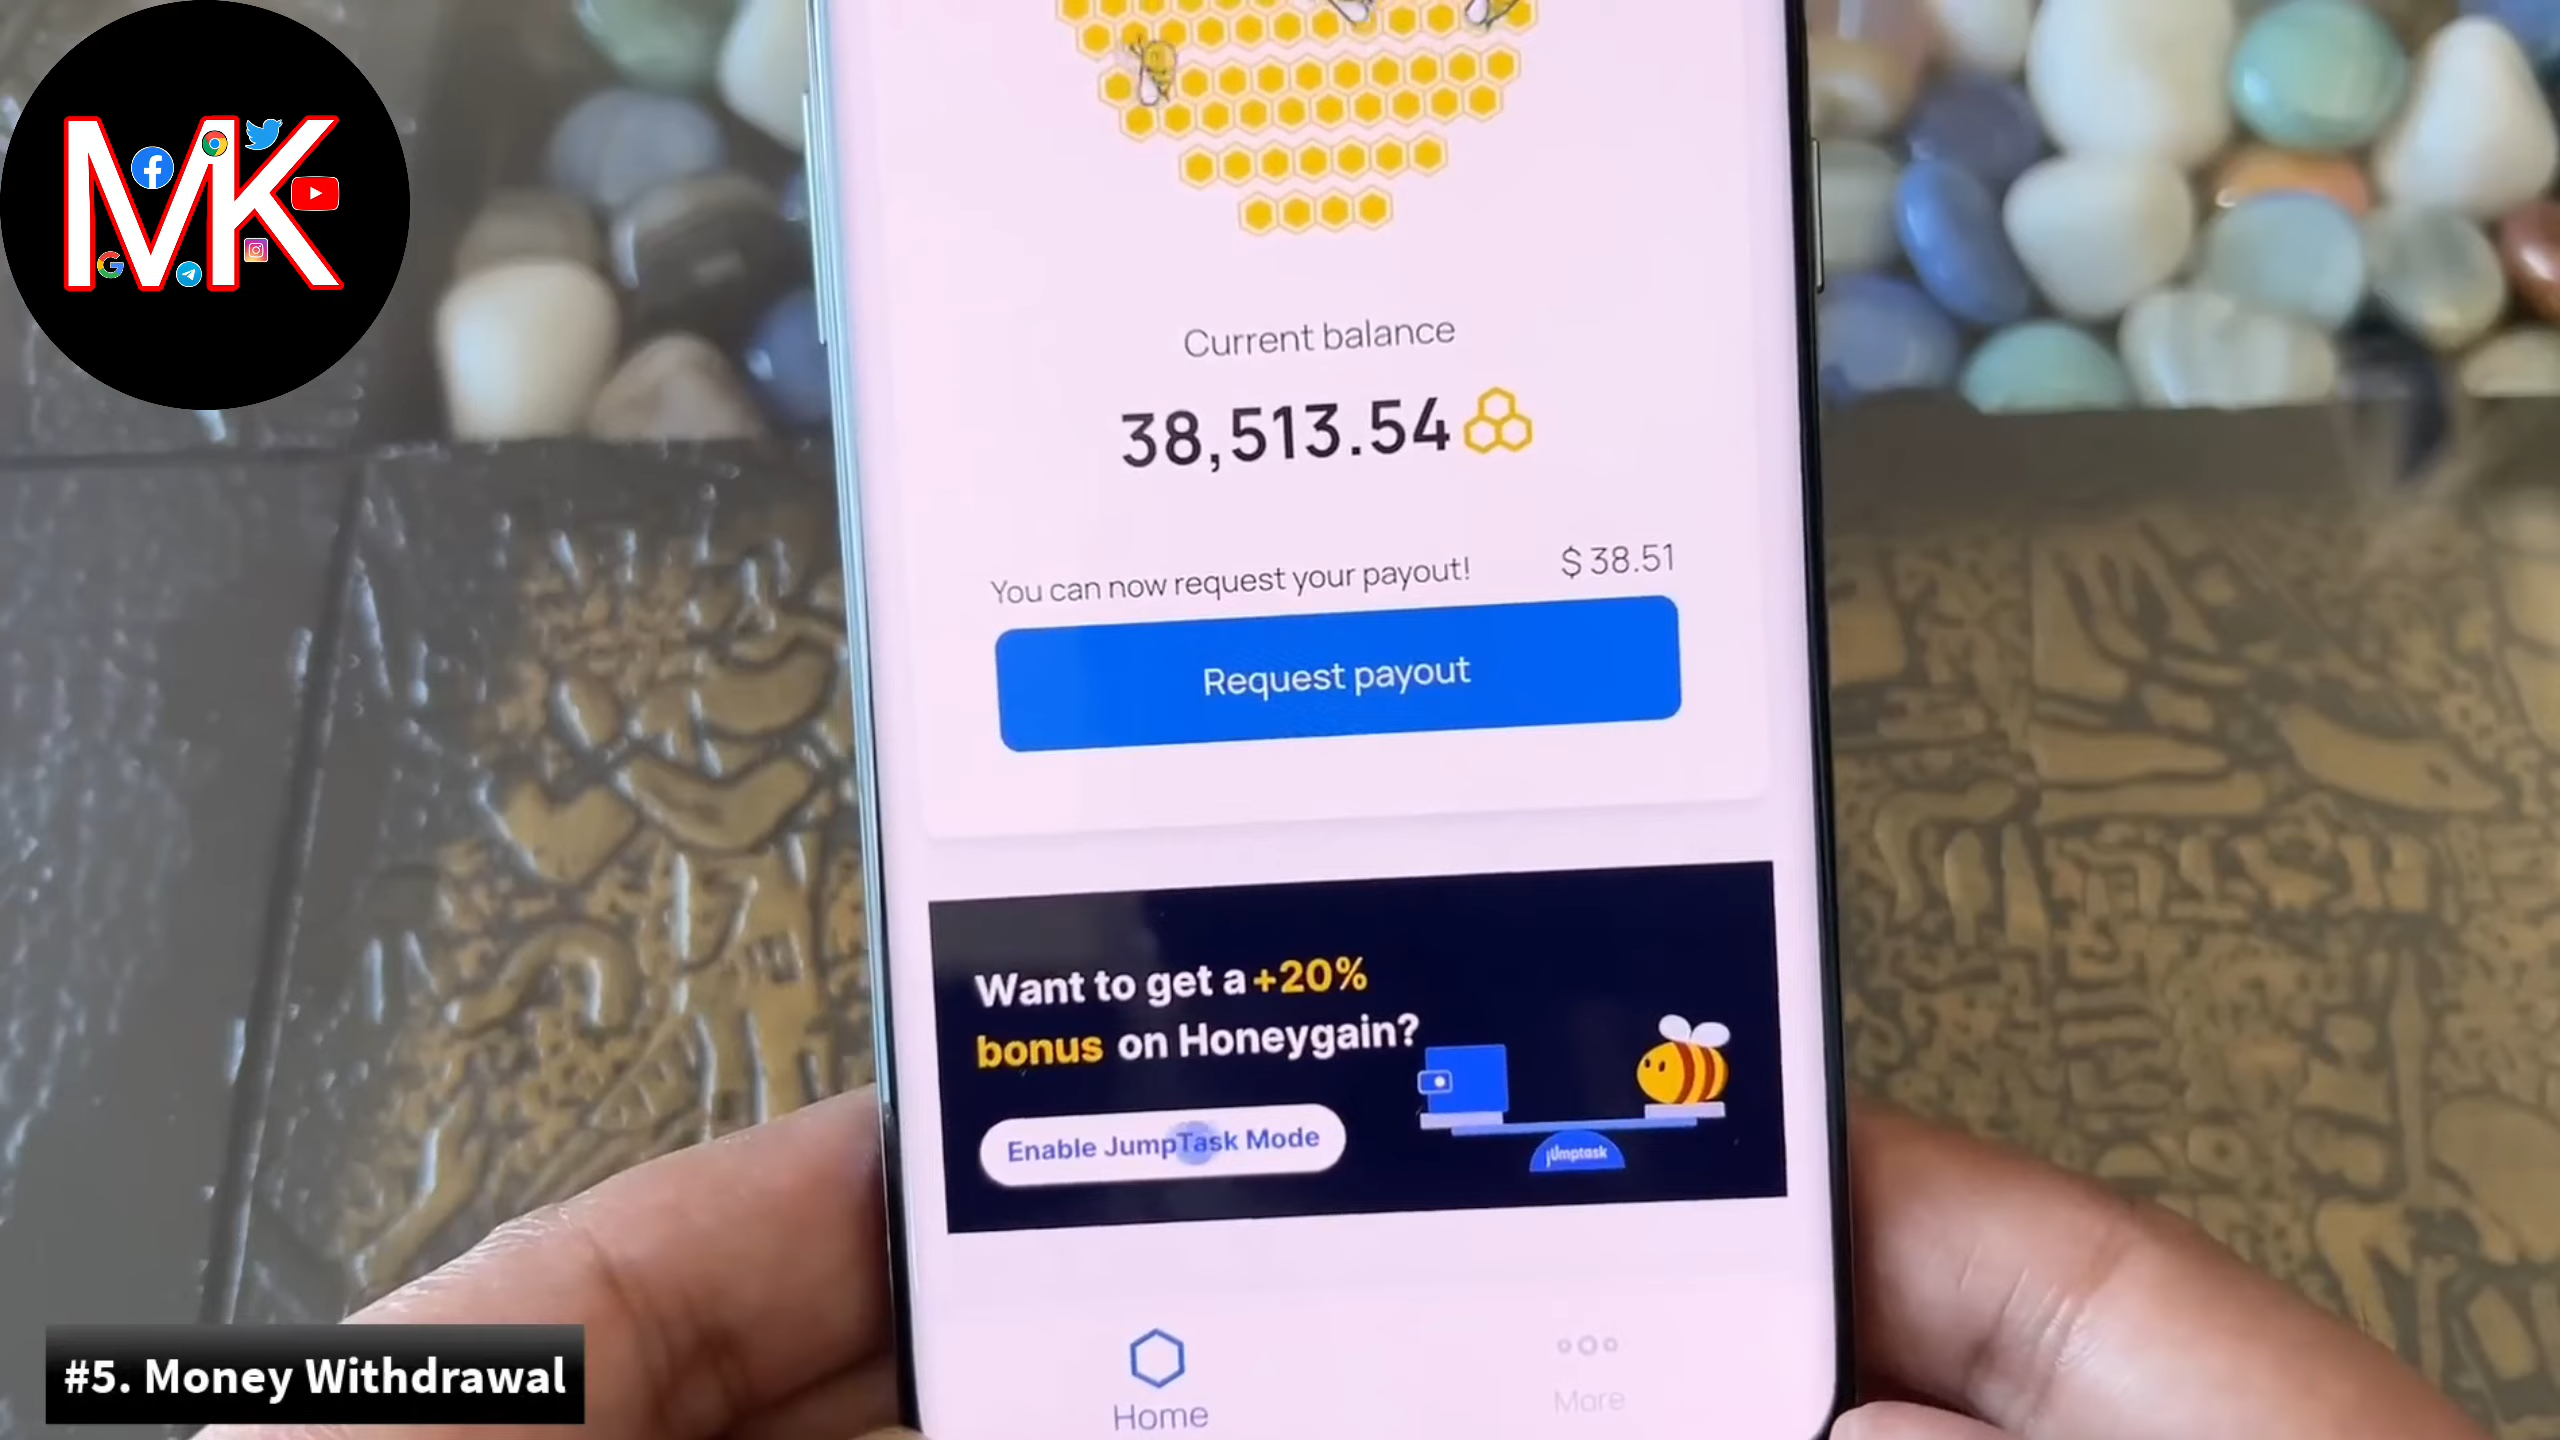 MK
Current balance
38,513.54
You can now request your payout! $ 38.51
Request payout
Want to get a +20%
bonus on Honeygain?
Enable JumpTask Mode
jumptask
Home
More
#5. Money Withdrawal